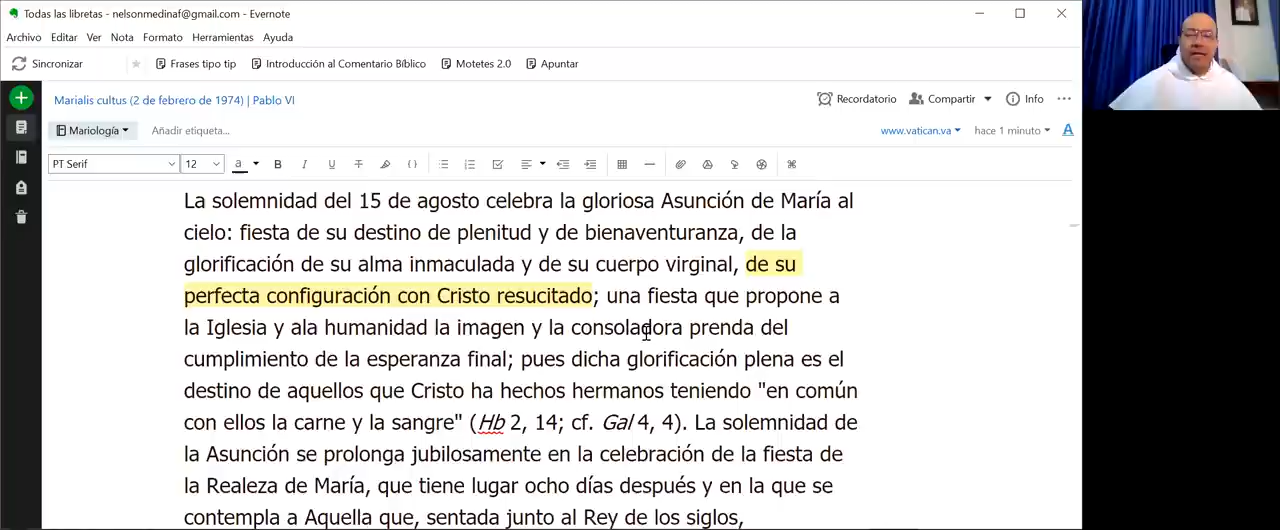 Todas las libretas - nelsonmedinaf@gmail.com - Evernote
Archivo Editar Ver Nota Formato Herramientas Ayuda
Sincronizar Frases tipo tip Introducción al Comentario Bíblico Motetes 2.0 Apuntar
Marialis cultus (2 de febrero de 1974) | Pablo VI Recordatorio Compartir Info
Mariología Añadir etiqueta... www.vatican.va hace 1 minuto A
PT Serif 12 a B I U T
La solemnidad del 15 de agosto celebra la gloriosa Asunción de María al
cielo: fiesta de su destino de plenitud y de bienaventuranza, de la
glorificación de su alma inmaculada y de su cuerpo virginal, de su
perfecta configuración con Cristo resucitado; una fiesta que propone a
la Iglesia y ala humanidad la imagen y la consoladora prenda del
cumplimiento de la esperanza final; pues dicha glorificación plena es el
destino de aquellos que Cristo ha hechos hermanos teniendo "en común
con ellos la carne y la sangre" (Hb 2, 14; cf. Gal 4, 4). La solemnidad de
la Asunción se prolonga jubilosamente en la celebración de la fiesta de
la Realeza de María, que tiene lugar ocho días después y en la que se
contempla a Aquella que, sentada junto al Rey de los siglos,